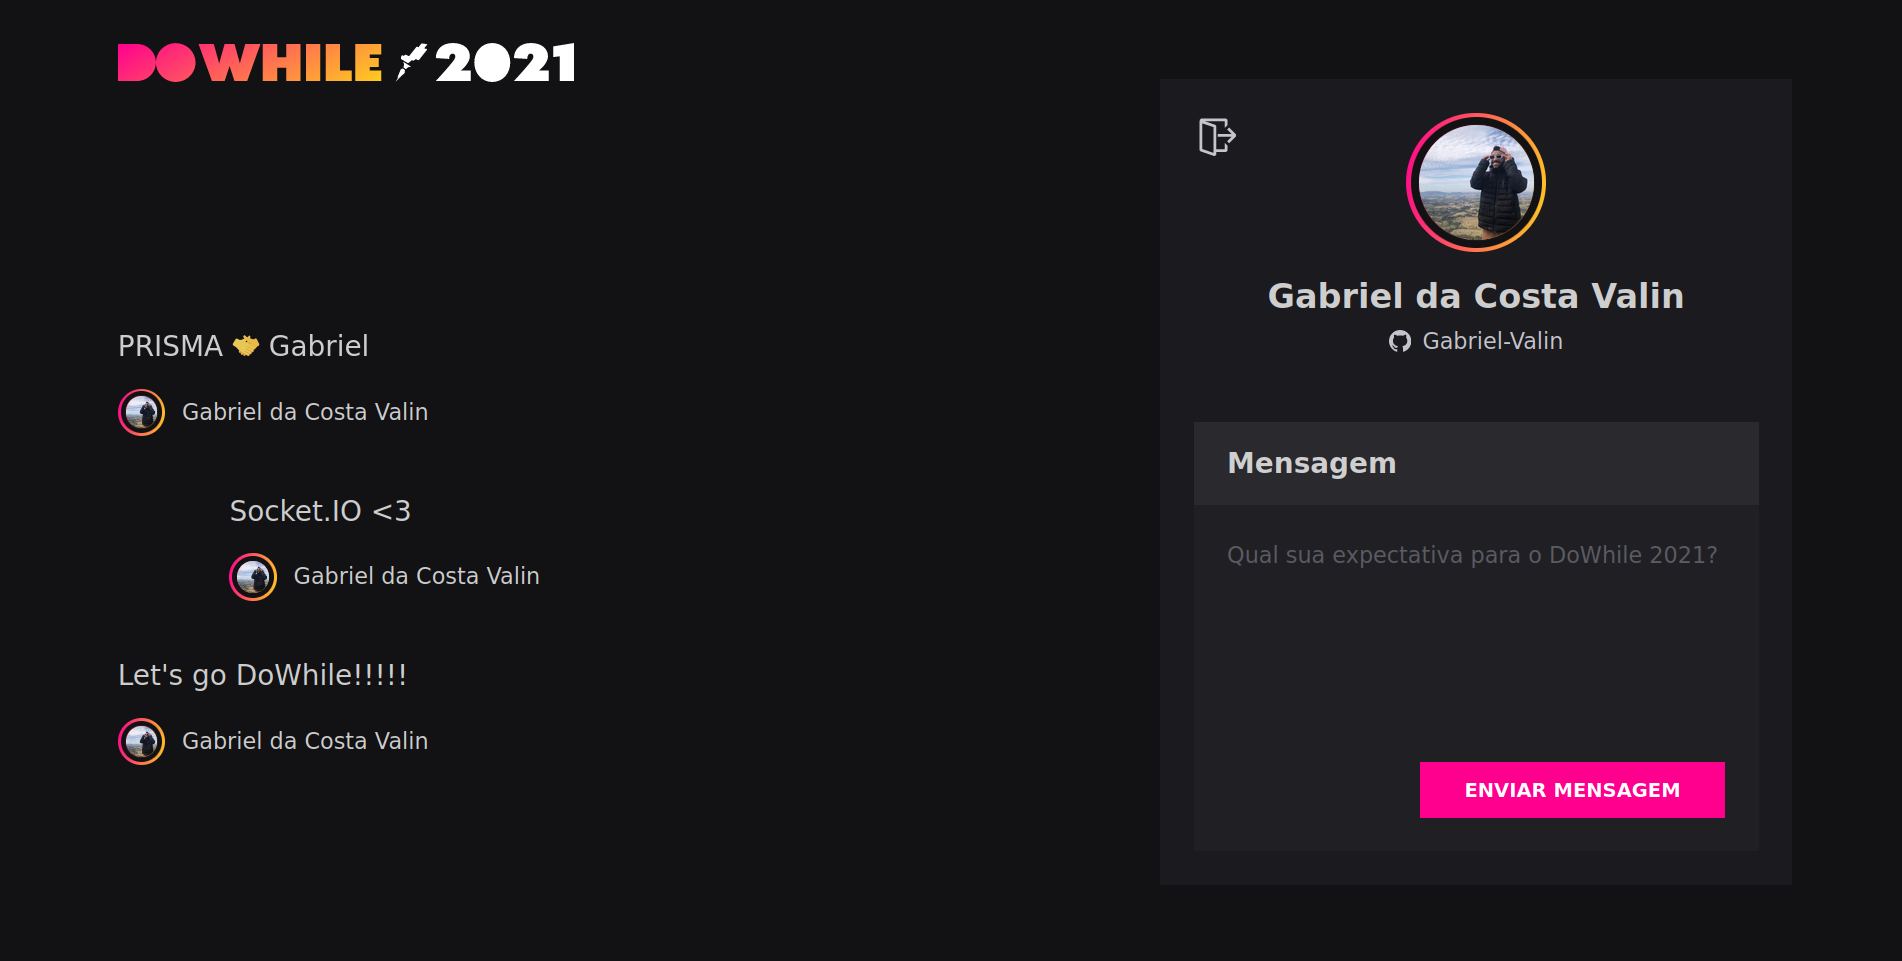 DOWHILE 2021
PRISMA 🤝 Gabriel
Gabriel da Costa Valin
Socket.IO <3
Gabriel da Costa Valin
Let's go DoWhile!!!!!
Gabriel da Costa Valin
Gabriel da Costa Valin
Gabriel-Valin
Mensagem
Qual sua expectativa para o DoWhile 2021?
ENVIAR MENSAGEM